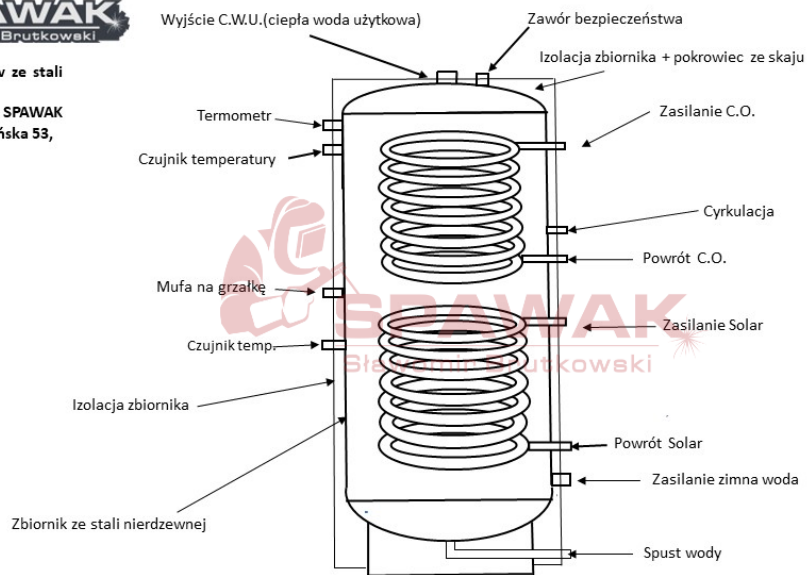 Brutkowski
ze stali
SPAWAK
53,
Wyjście C.W.U.(ciepła woda użytkowa)
Zawór bezpieczeństwa
Izolacja zbiornika + pokrowiec ze skaju
Termometr
Zasilanie C.O.
Czujnik temperatury
Cyrkulacja
Powrót C.O.
Mufa na grzałkę
SPAWAK
Zasilanie Solar
Czujnik temp.
Sławomir Brutkowski
Izolacja zbiornika
Powrót Solar
Zasilanie zimna woda
Zbiornik ze stali nierdzewnej
Spust wody